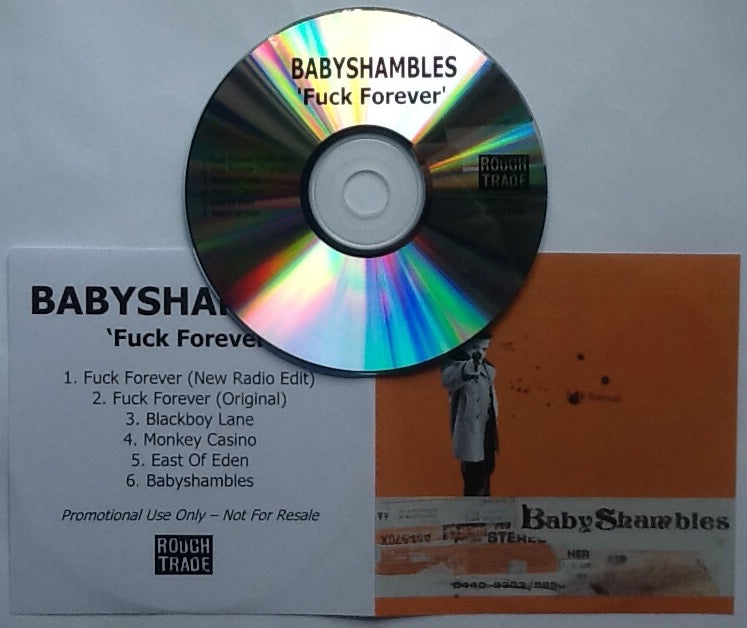 BABYSHAMBLES
'Fuck Forever'
ROUGH
TRADE
BABYSHA
'Fuck Forever
1. Fuck Forever (New Radio Edit)
2. Fuck Forever (Original)
3. Blackboy Lane
4. Monkey Casino
5. East Of Eden
6. Babyshambles
Promotional Use Only – Not For Resale
ROUGH
TRADE
BabyShambles
HER